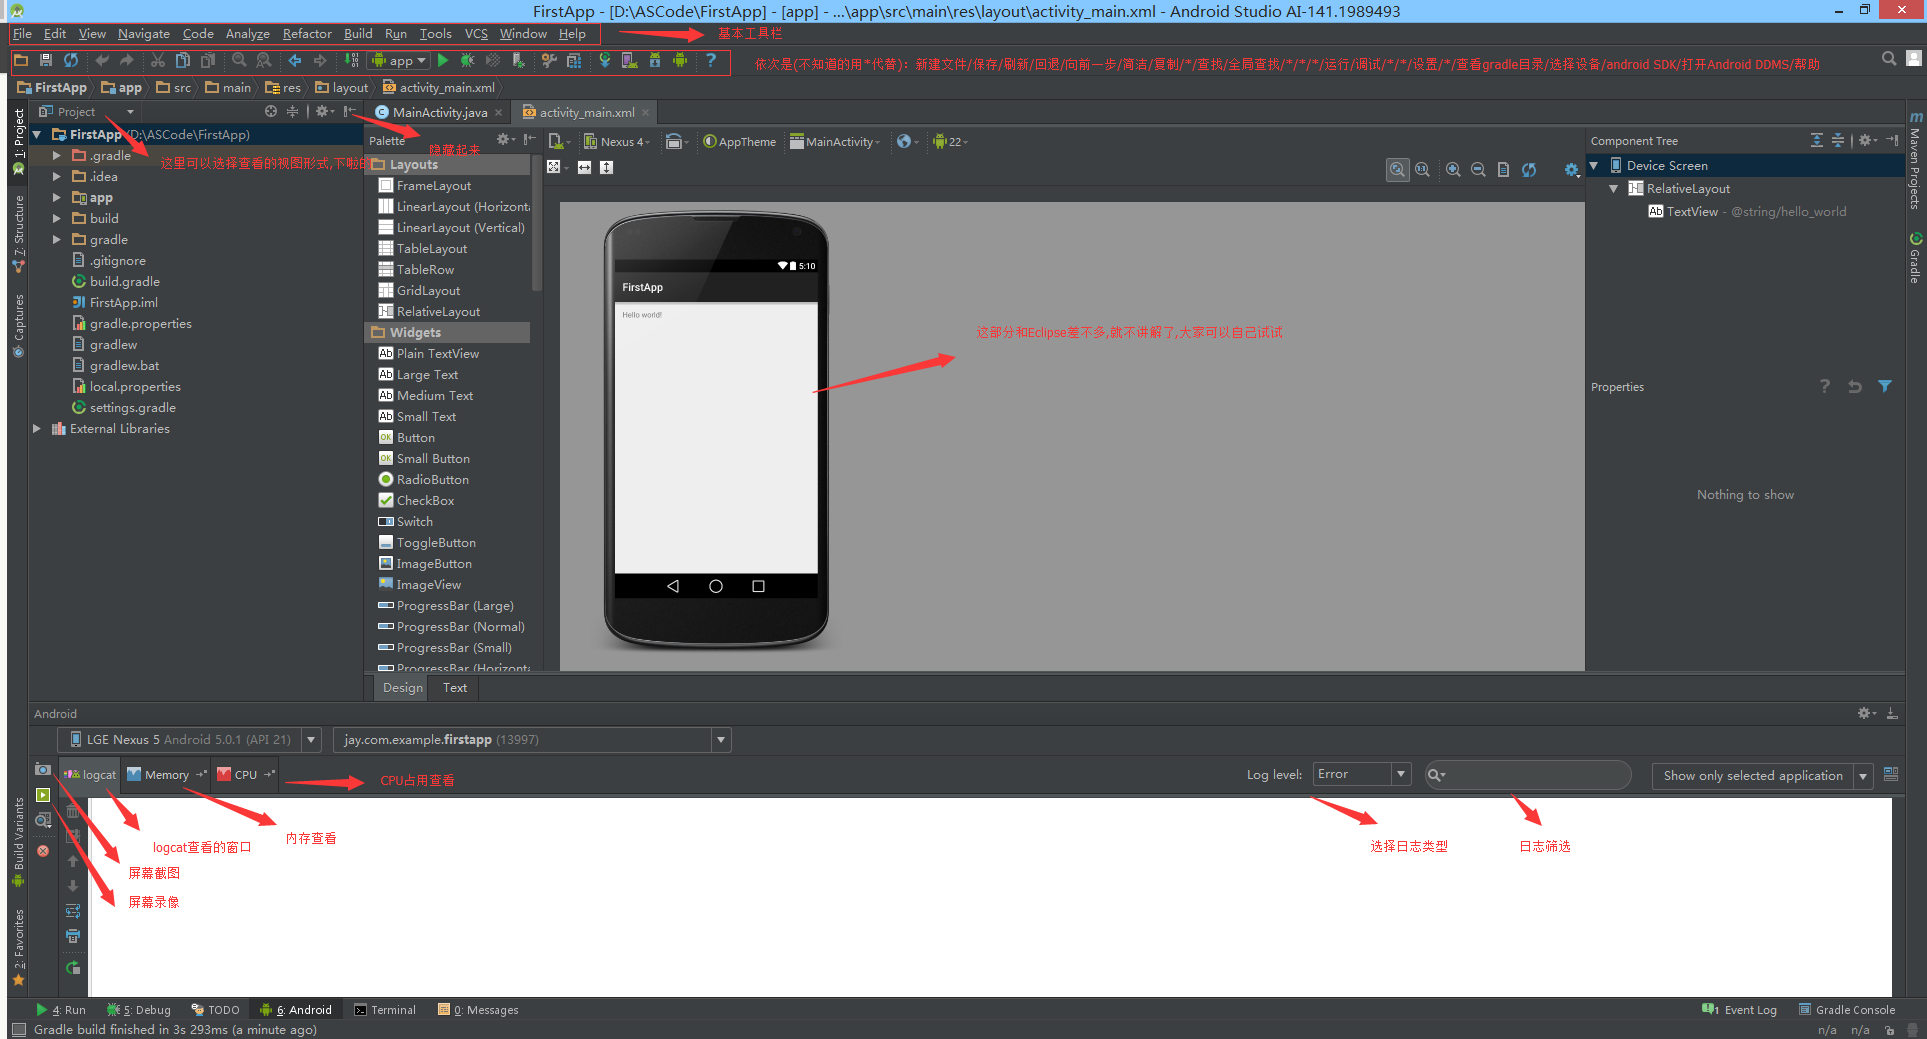 FirstApp - [D:\ASCode\FirstApp] - [app] - ...\app\src\main\res\layout\activity_main.xml - Android Studio AI-141.1989493
File Edit View Navigate Code Analyze Refactor Build Run Tools VCS Window Help
基本工具栏
app
依次是(不知道的用*代替): 新建文件/保存/刷新/回退/向前一步/简洁/复制/*/查找/全局查找/*/*/*/运行/调试/*/*/设置/*/查看gradle目录/选择设备/android SDK/打开Android DDMS/帮助
FirstApp app src main res layout activity_main.xml
1: Project
7: Structure
Captures
Build Variants
2: Favorites
Project
FirstApp (D:\ASCode\FirstApp)
.gradle
.idea
app
build
gradle
.gitignore
build.gradle
FirstApp.iml
gradle.properties
gradlew
gradlew.bat
local.properties
settings.gradle
External Libraries
这里可以选择查看的视图形式,下啦的
隐藏起来
MainActivity.java activity_main.xml
Palette
Layouts
FrameLayout
LinearLayout (Horizont
LinearLayout (Vertical)
TableLayout
TableRow
GridLayout
RelativeLayout
Widgets
Plain TextView
Large Text
Medium Text
Small Text
Button
Small Button
RadioButton
CheckBox
Switch
ToggleButton
ImageButton
ImageView
ProgressBar (Large)
ProgressBar (Normal)
ProgressBar (Small)
ProgressBar (Horizont
Nexus 4 AppTheme MainActivity 22
5:10
FirstApp
Hello world!
这部分和Eclipse差不多,就不讲解了,大家可以自己试试
Component Tree
Device Screen
RelativeLayout
Ab TextView - @string/hello_world
Properties
Nothing to show
Maven Projects
Gradle
Design Text
Android
LGE Nexus 5 Android 5.0.1 (API 21) jay.com.example.firstapp (13997)
logcat Memory CPU
CPU占用查看
Log level: Error Show only selected application
内存查看
logcat查看的窗口
屏幕截图
屏幕录像
选择日志类型
日志筛选
4: Run 5: Debug TODO 6: Android Terminal 0: Messages
1 Event Log Gradle Console
Gradle build finished in 3s 293ms (a minute ago)
n/a n/a